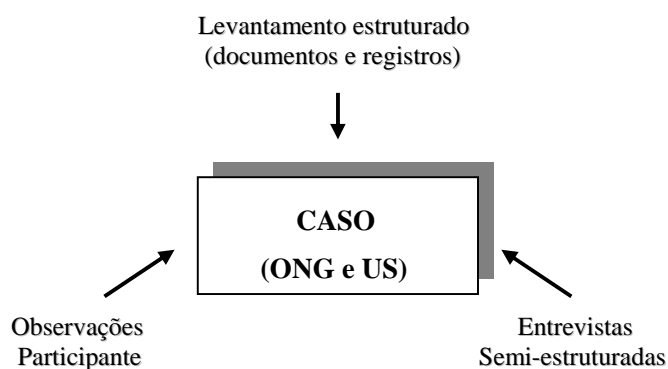 Levantamento estruturado
(documentos e registros)
CASO
(ONG e US)
Observações
Participante
Entrevistas
Semi-estruturadas